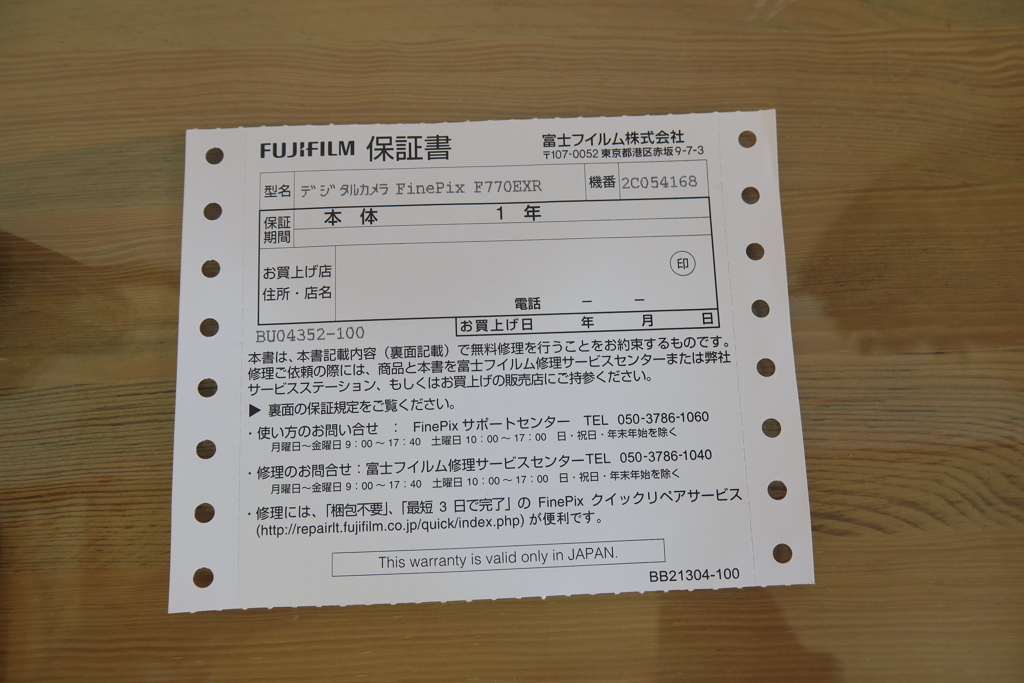 FUJIFILM 保証書
富士フイルム株式会社
〒107-0052 東京都港区赤坂 9-7-3
型名 ﾃﾞｼﾞﾀﾙｶﾒﾗ FinePix F770EXR 機番 2C054168
保証期間 本体 1 年
お買上げ店
住所・店名
印
電話 － －
BU04352-100
お買上げ日 年 月 日
本書は、本書記載内容（裏面記載）で無料修理を行うことをお約束するものです。
修理ご依頼の際には、商品と本書を富士フイルム修理サービスセンターまたは弊社
サービスステーション、もしくはお買上げの販売店にご持参ください。
▶ 裏面の保証規定をご覧ください。
・使い方のお問い合せ ： FinePix サポートセンター TEL 050-3786-1060
月曜日～金曜日 9：00 ～ 17：40 土曜日 10：00 ～ 17：00 日・祝日・年末年始を除く
・修理のお問合せ：富士フイルム修理サービスセンター TEL 050-3786-1040
月曜日～金曜日 9：00 ～ 17：40 土曜日 10：00 ～ 17：00 日・祝日・年末年始を除く
・修理には、「梱包不要」、「最短 3 日で完了」の FinePix クイックリペアサービス
(http://repairlt.fujifilm.co.jp/quick/index.php) が便利です。
This warranty is valid only in JAPAN.
BB21304-100